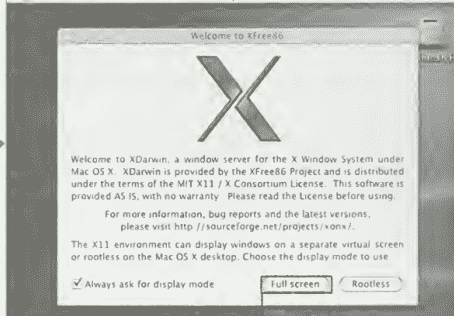 Welcome to XFree86
X
Welcome to XDarwin, a window server for the X Window System under
Mac OS X. XDarwin is provided by the XFree86 Project and is distributed
under the terms of the MIT X11 / X Consortium License. This software is
provided AS IS, with no warranty. Please read the License before using.
For more information, bug reports and the latest versions,
please visit http://sourceforge.net/projects/xonx/.
The X11 environment can display windows on a separate virtual screen
or rootless on the Mac OS X desktop. Choose the display mode to use
Always ask for display mode
Full screen
Rootless